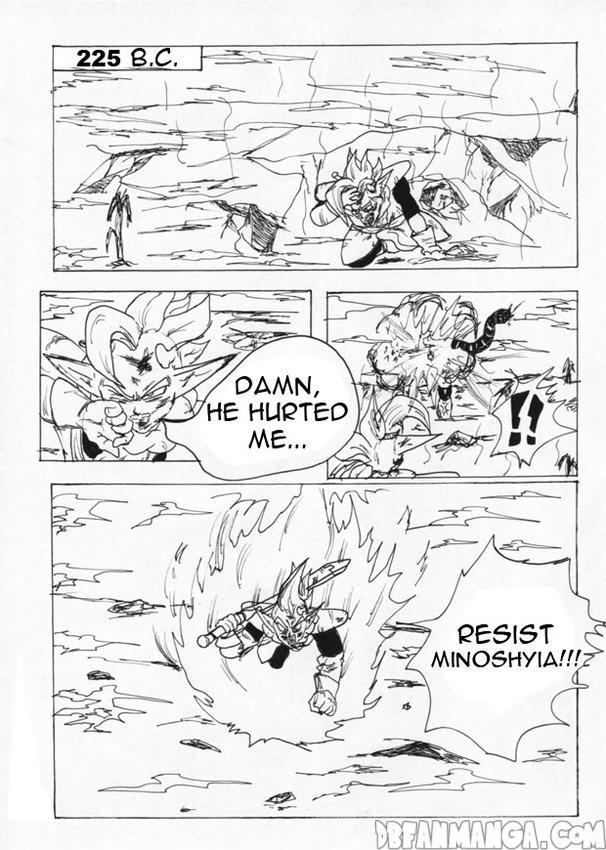 225 B.C.
DAMN,
HE HURTED
ME...
!!
RESIST
MINOSHYIA!!!
DBFANMANGA.COM